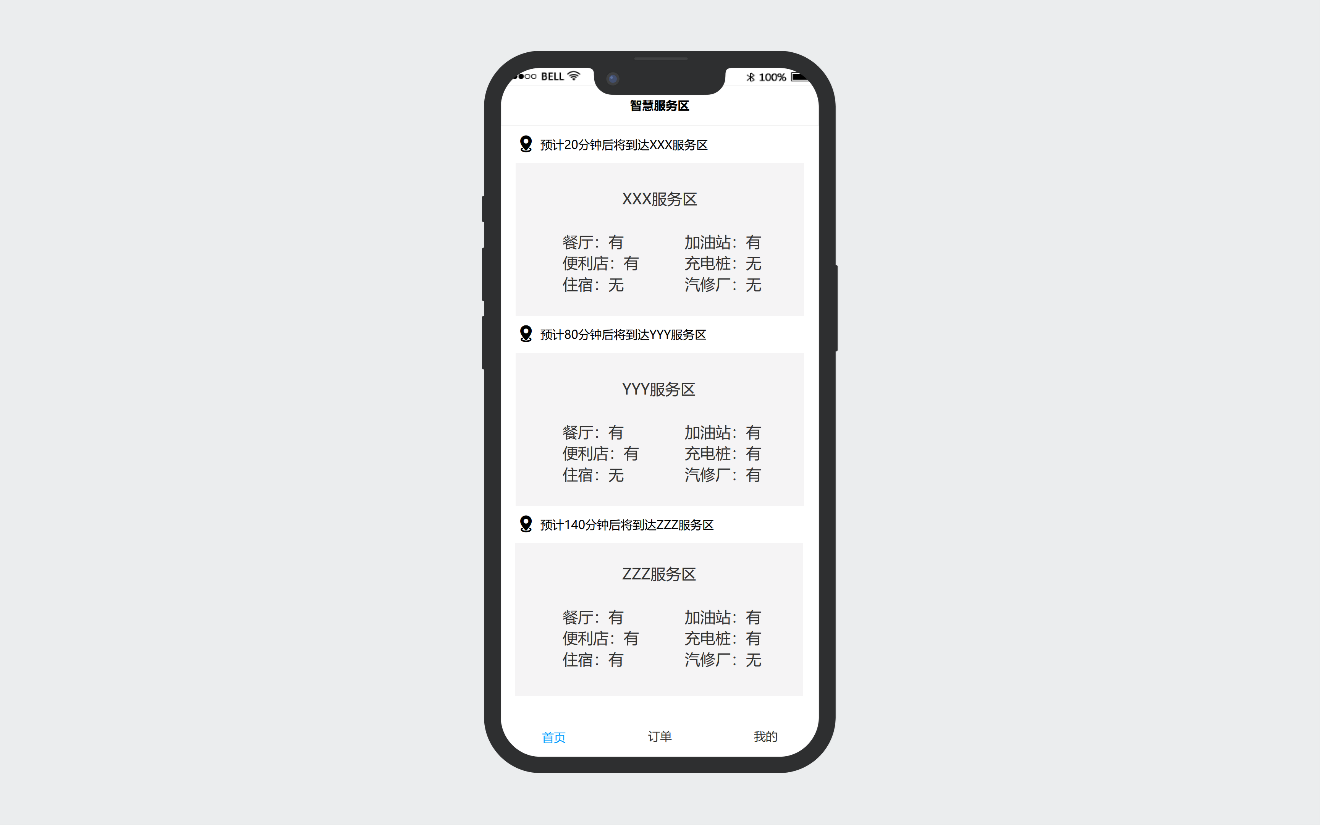 BELL 100%
智慧服务区
预计20分钟后将到达XXX服务区
XXX服务区
餐厅：有 加油站：有
便利店：有 充电桩：无
住宿：无 汽修厂：无
预计80分钟后将到达YYY服务区
YYY服务区
餐厅：有 加油站：有
便利店：有 充电桩：有
住宿：无 汽修厂：有
预计140分钟后将到达ZZZ服务区
ZZZ服务区
餐厅：有 加油站：有
便利店：有 充电桩：有
住宿：有 汽修厂：无
首页 订单 我的